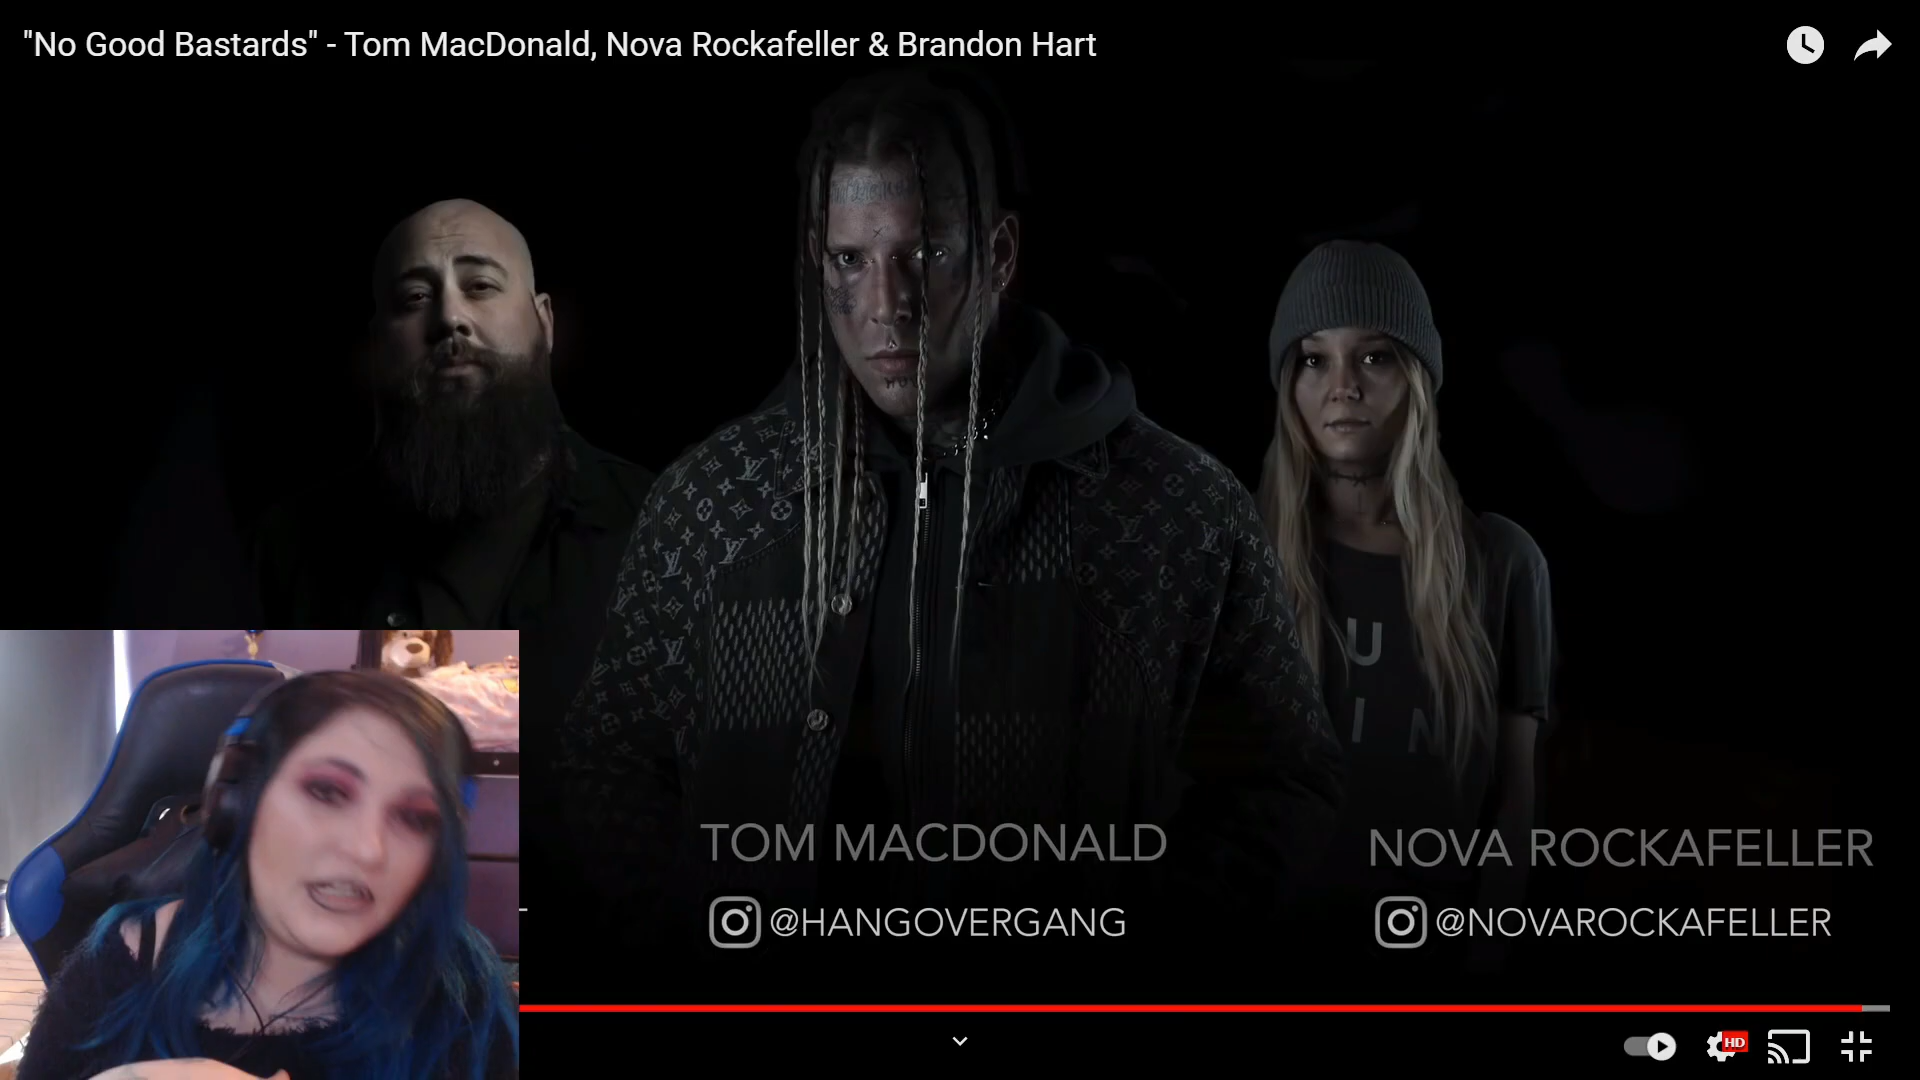 "No Good Bastards" - Tom MacDonald, Nova Rockafeller & Brandon Hart
U
I N
TOM MACDONALD
NOVA ROCKAFELLER
@HANGOVERGANG
@NOVAROCKAFELLER
HD